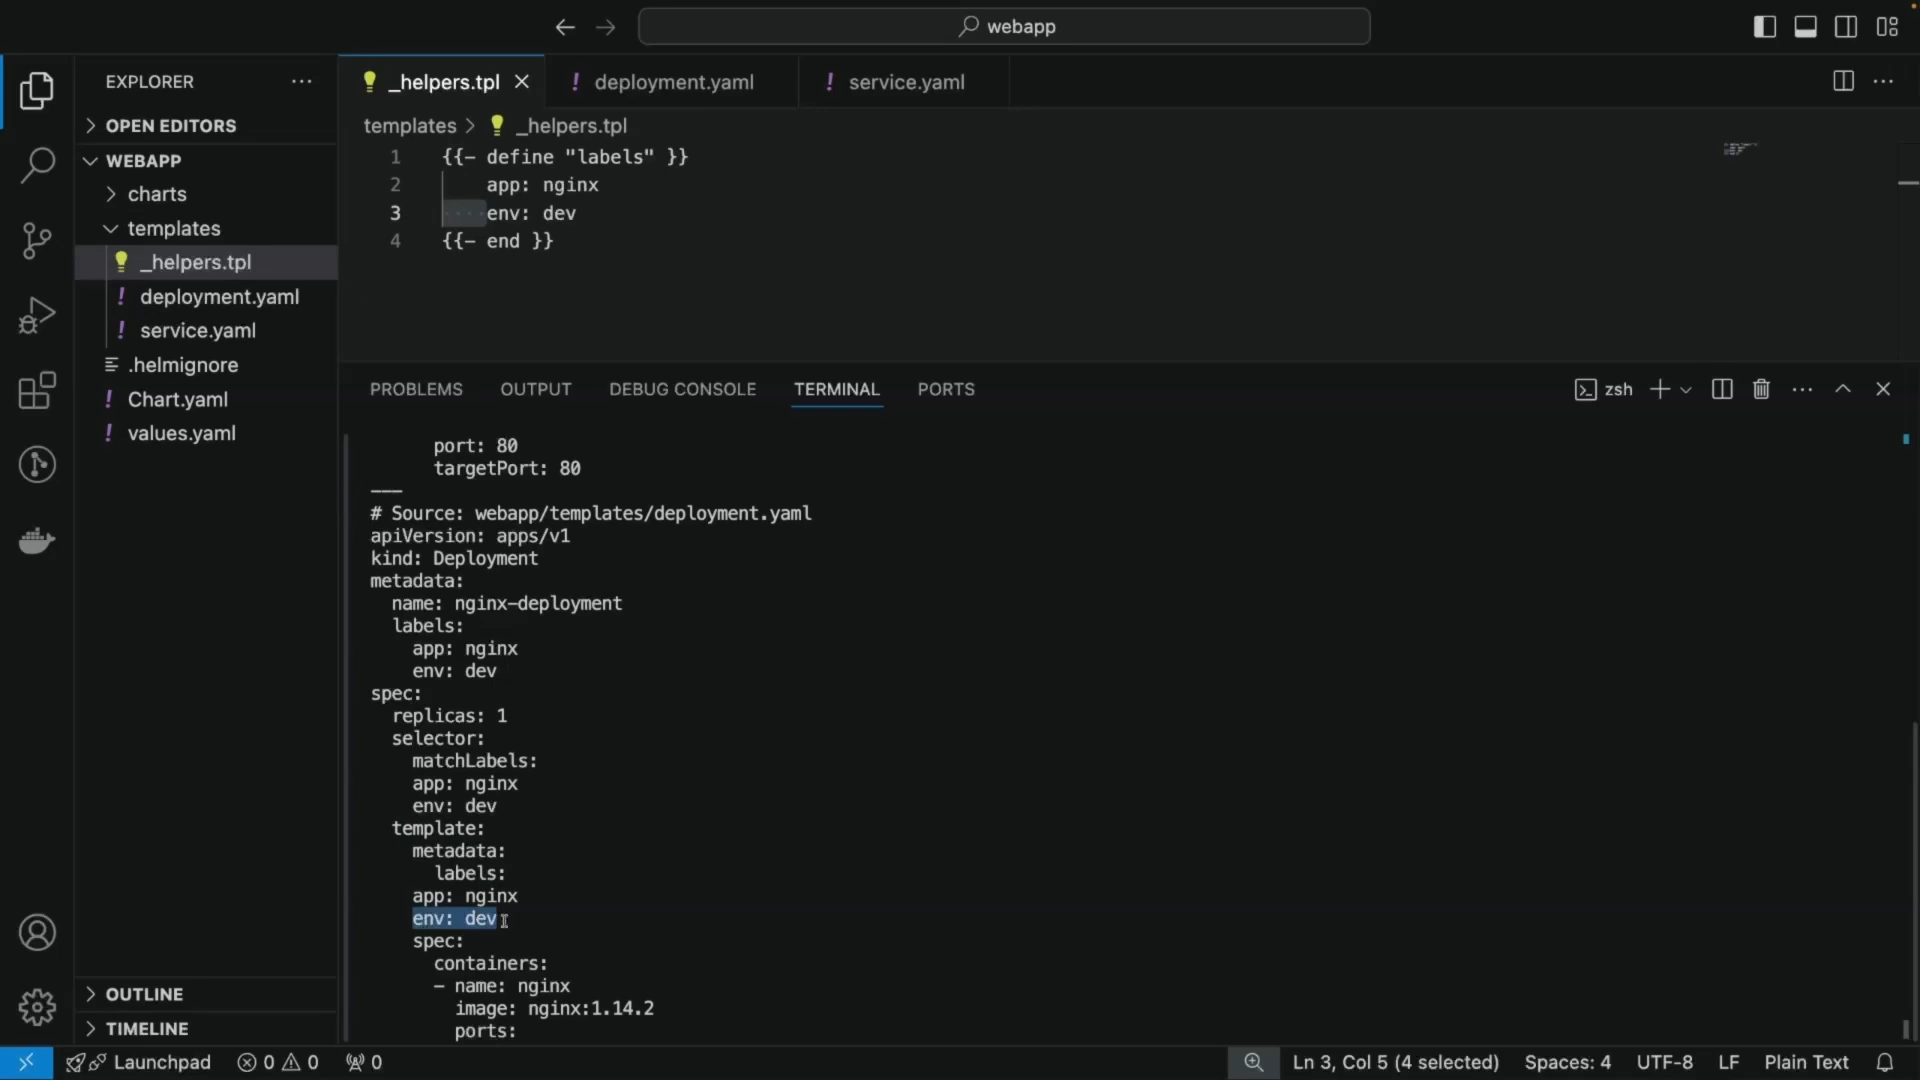 webapp
EXPLORER
OPEN EDITORS
WEBAPP
charts
templates
_helpers.tpl
deployment.yaml
service.yaml
.helmignore
Chart.yaml
values.yaml
OUTLINE
TIMELINE
_helpers.tpl
deployment.yaml
service.yaml
templates > _helpers.tpl
1 {{- define "labels" }}
2     app: nginx
3 ····env: dev
4 {{- end }}
PROBLEMS OUTPUT DEBUG CONSOLE TERMINAL PORTS
zsh
      port: 80
      targetPort: 80
---
# Source: webapp/templates/deployment.yaml
apiVersion: apps/v1
kind: Deployment
metadata:
  name: nginx-deployment
  labels:
    app: nginx
    env: dev
spec:
  replicas: 1
  selector:
    matchLabels:
    app: nginx
    env: dev
  template:
    metadata:
      labels:
    app: nginx
    env: dev
    spec:
      containers:
      - name: nginx
        image: nginx:1.14.2
        ports:
Launchpad 0 0 0 Ln 3, Col 5 (4 selected) Spaces: 4 UTF-8 LF Plain Text